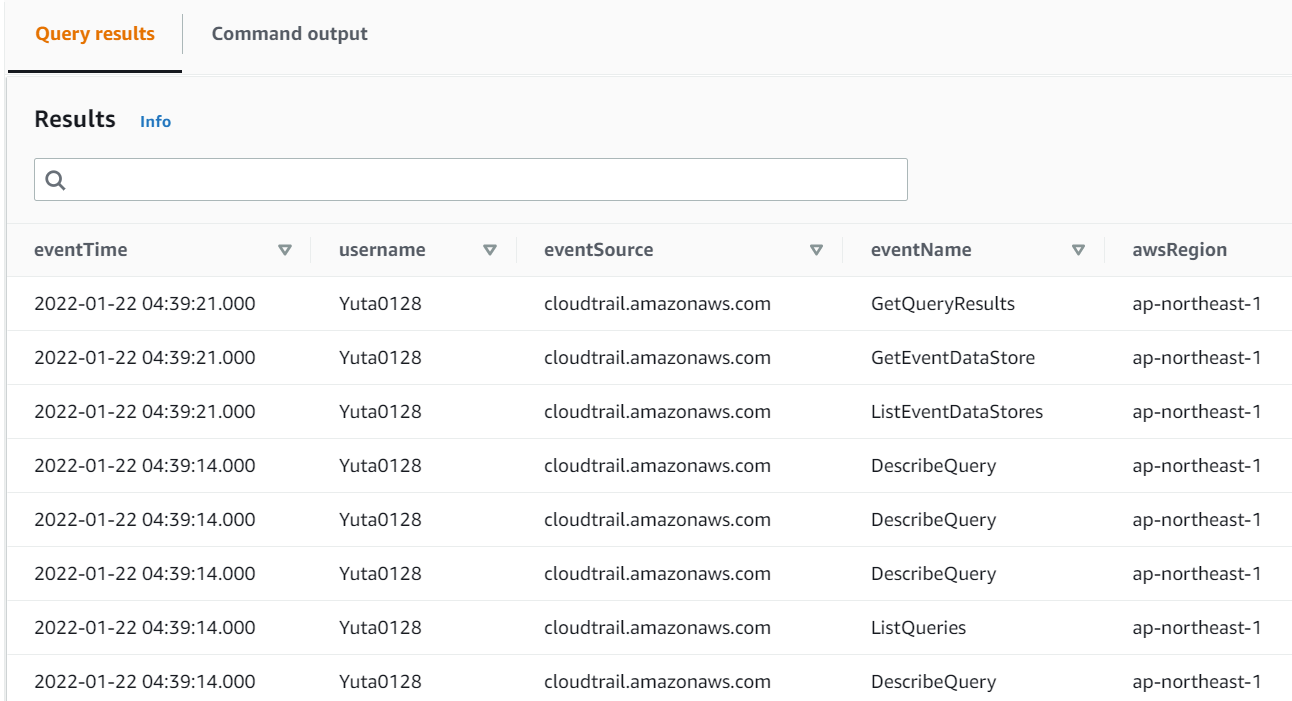 Query results Command output
Results Info
eventTime username eventSource eventName awsRegion
2022-01-22 04:39:21.000 Yuta0128 cloudtrail.amazonaws.com GetQueryResults ap-northeast-1
2022-01-22 04:39:21.000 Yuta0128 cloudtrail.amazonaws.com GetEventDataStore ap-northeast-1
2022-01-22 04:39:21.000 Yuta0128 cloudtrail.amazonaws.com ListEventDataStores ap-northeast-1
2022-01-22 04:39:14.000 Yuta0128 cloudtrail.amazonaws.com DescribeQuery ap-northeast-1
2022-01-22 04:39:14.000 Yuta0128 cloudtrail.amazonaws.com DescribeQuery ap-northeast-1
2022-01-22 04:39:14.000 Yuta0128 cloudtrail.amazonaws.com DescribeQuery ap-northeast-1
2022-01-22 04:39:14.000 Yuta0128 cloudtrail.amazonaws.com ListQueries ap-northeast-1
2022-01-22 04:39:14.000 Yuta0128 cloudtrail.amazonaws.com DescribeQuery ap-northeast-1